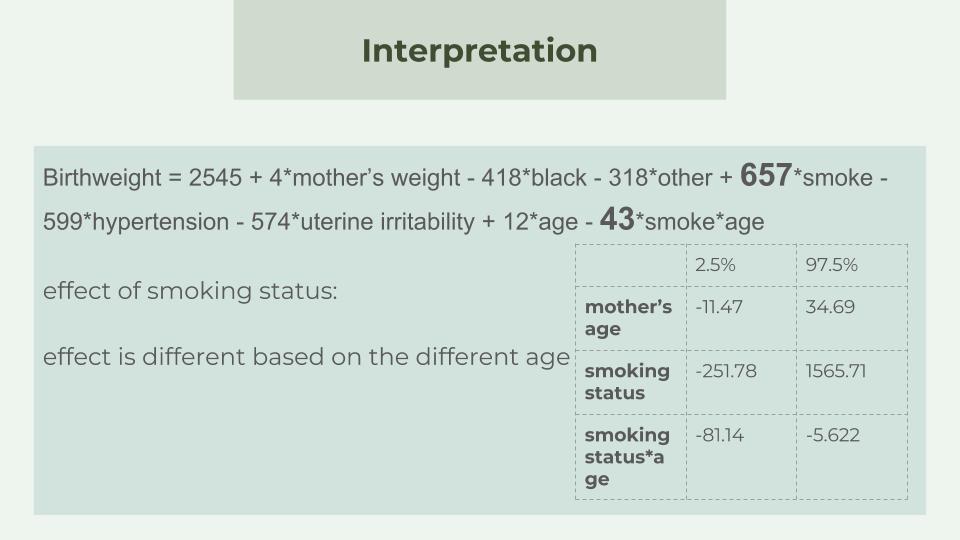 Interpretation
Birthweight = 2545 + 4*mother’s weight - 418*black - 318*other + 657*smoke -
599*hypertension - 574*uterine irritability + 12*age - 43*smoke*age
effect of smoking status:
effect is different based on the different age
2.5% 97.5%
mother’s -11.47 34.69
age
smoking -251.78 1565.71
status
smoking -81.14 -5.622
status*a
ge